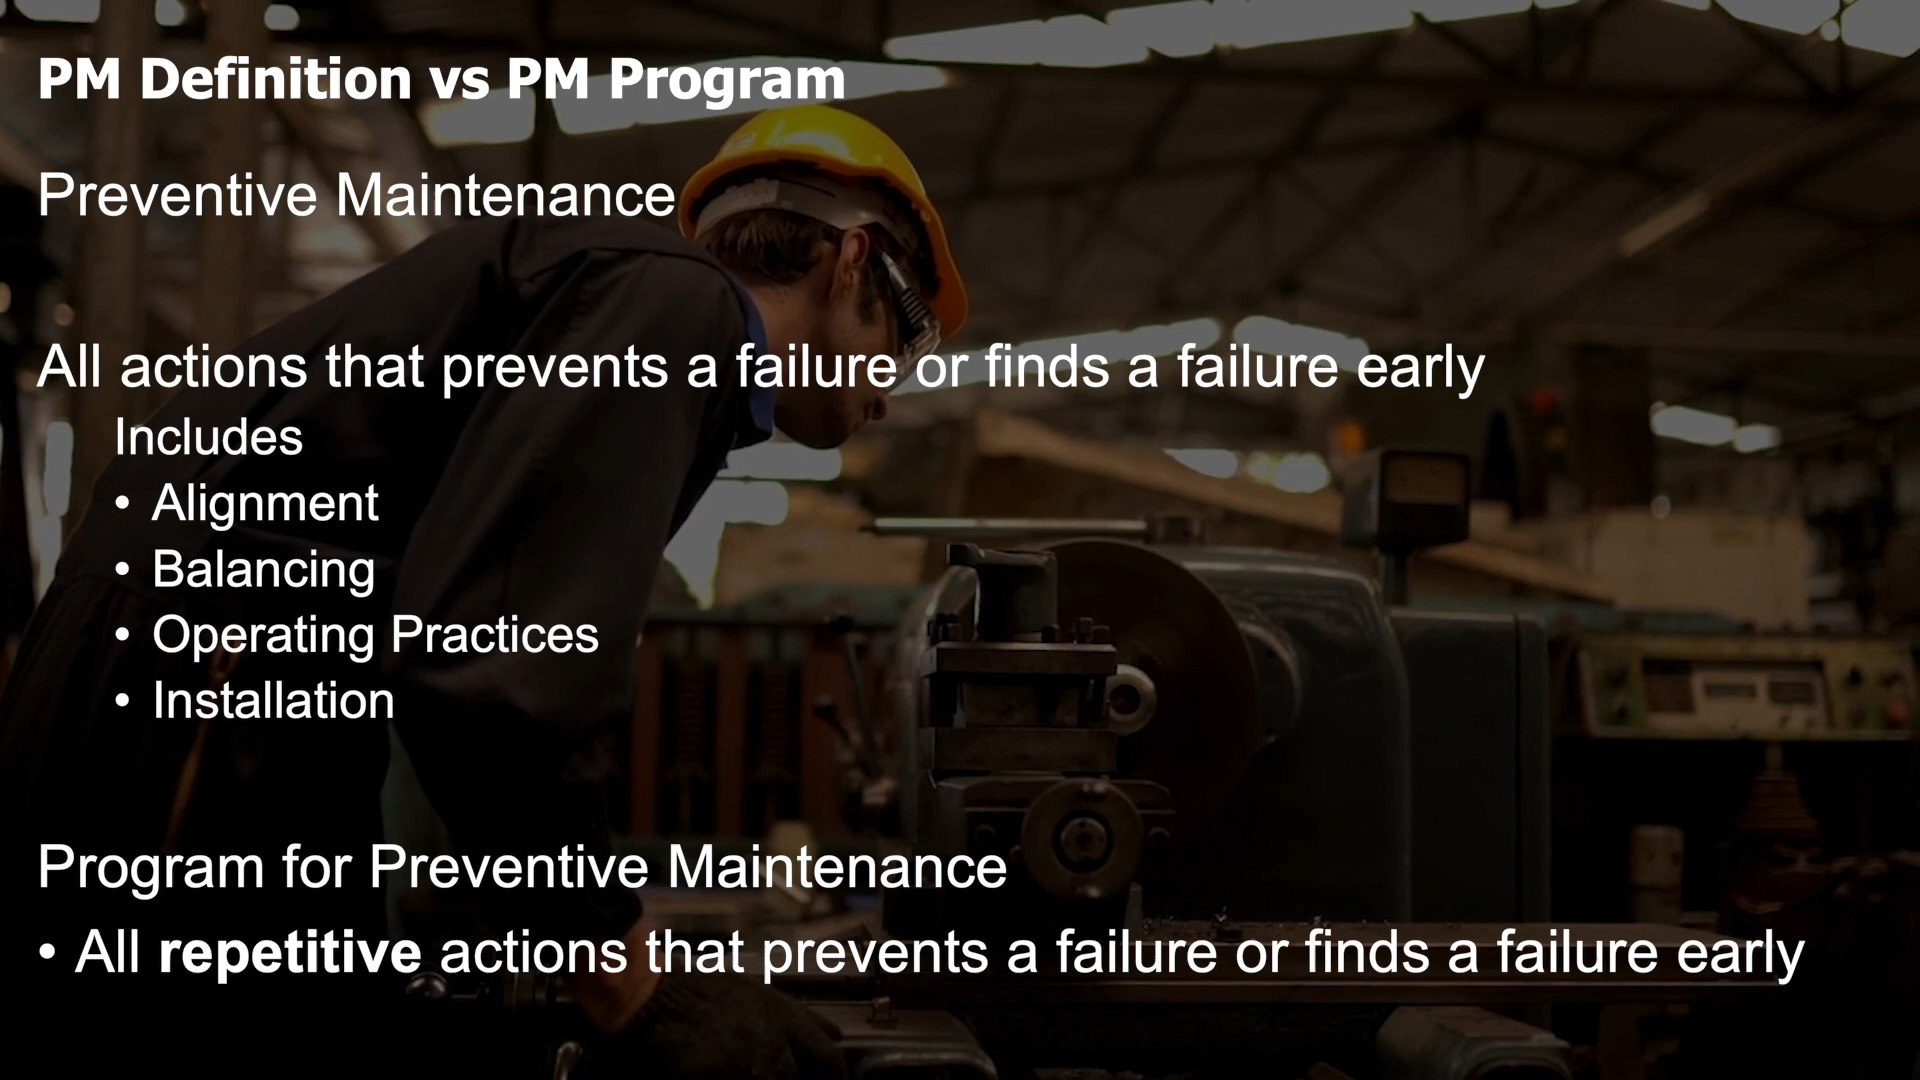 PM Definition vs PM Program
Preventive Maintenance
All actions that prevents a failure or finds a failure early
Includes
• Alignment
• Balancing
• Operating Practices
• Installation
Program for Preventive Maintenance
• All repetitive actions that prevents a failure or finds a failure early